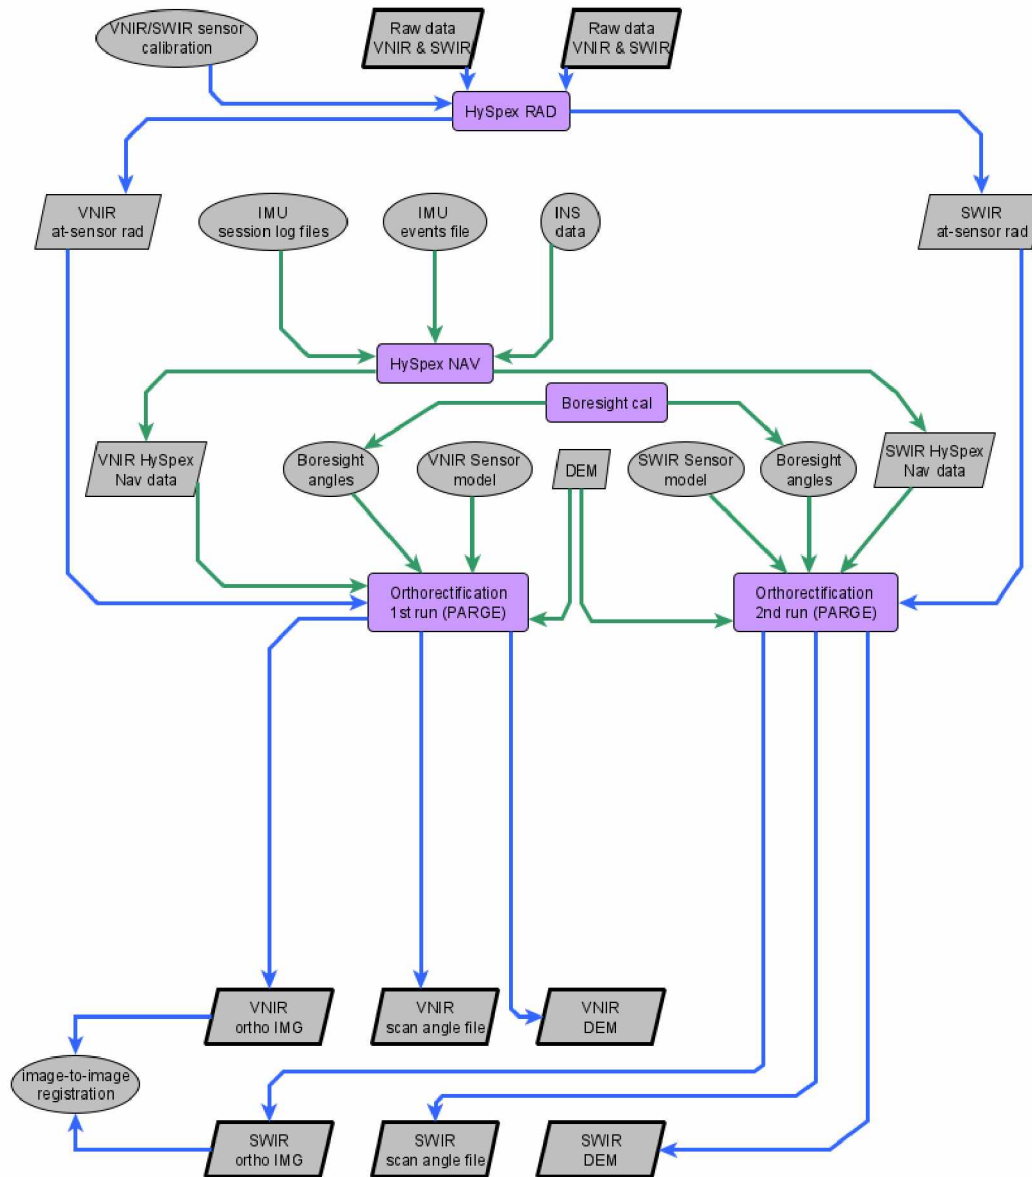 VNIR/SWIR sensor
calibration
Raw data
VNIR & SWIR
Raw data
VNIR & SWIR
HySpex RAD
VNIR
at-sensor rad
IMU
session log files
IMU
events file
INS
data
SWIR
at-sensor rad
HySpex NAV
Boresight cal
VNIR HySpex
Nav data
Boresight
angles
VNIR Sensor
model
DEM
SWIR Sensor
model
Boresight
angles
SWIR HySpex
Nav data
Orthorectification
1st run (PARGE)
Orthorectification
2nd run (PARGE)
VNIR
ortho IMG
VNIR
scan angle file
VNIR
DEM
image-to-image
registration
SWIR
ortho IMG
SWIR
scan angle file
SWIR
DEM